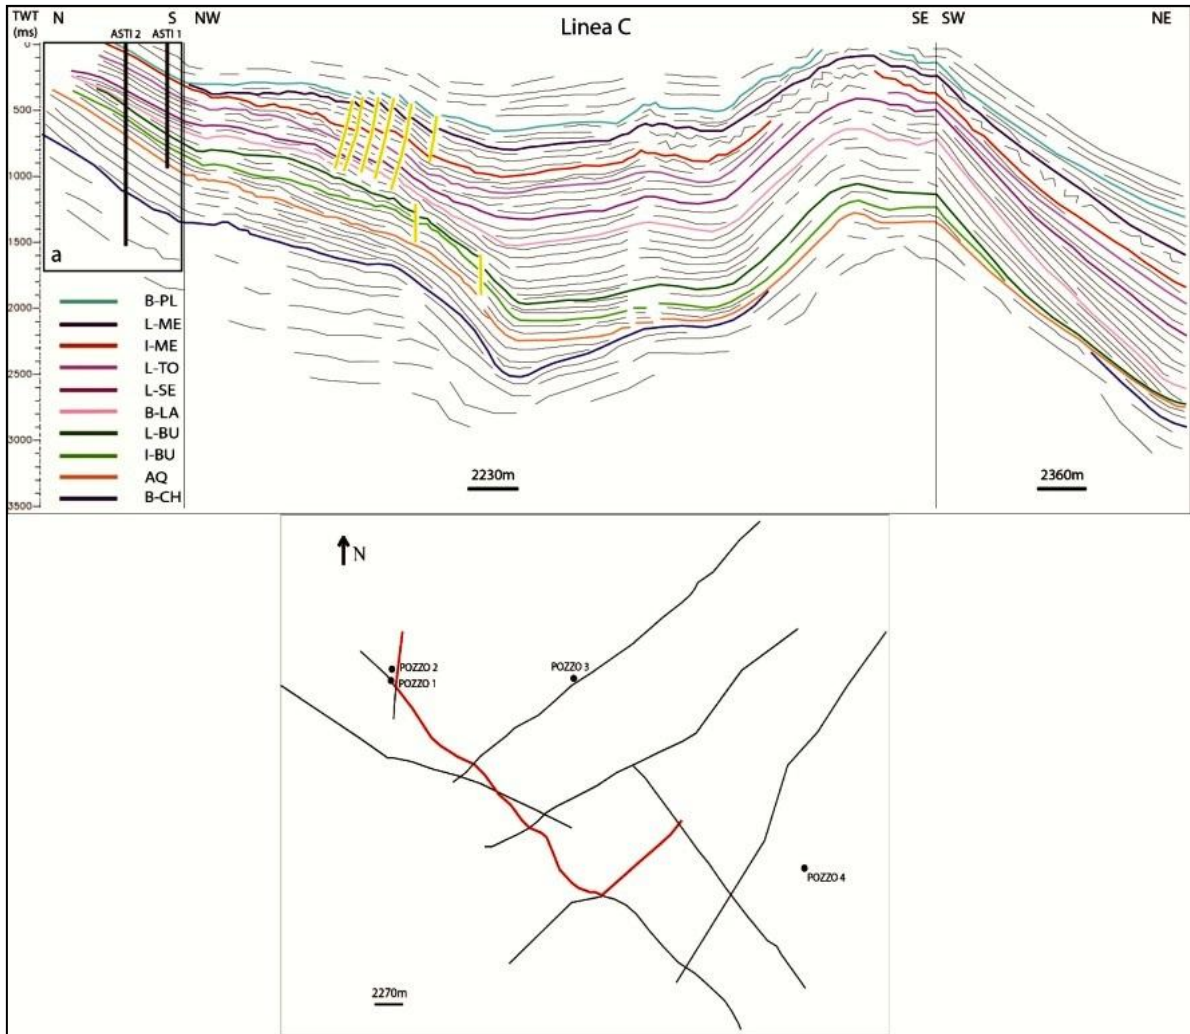 TWT
(ms)
N
S
NW
Linea C
SE
SW
NE
ASTI 2
ASTI 1
0
500
1000
1500
2000
2500
3000
3500
a
B-PL
L-ME
I-ME
L-TO
L-SE
B-LA
L-BU
I-BU
AQ
B-CH
2230m
2360m
N
POZZO 2
POZZO 1
POZZO 3
POZZO 4
2270m